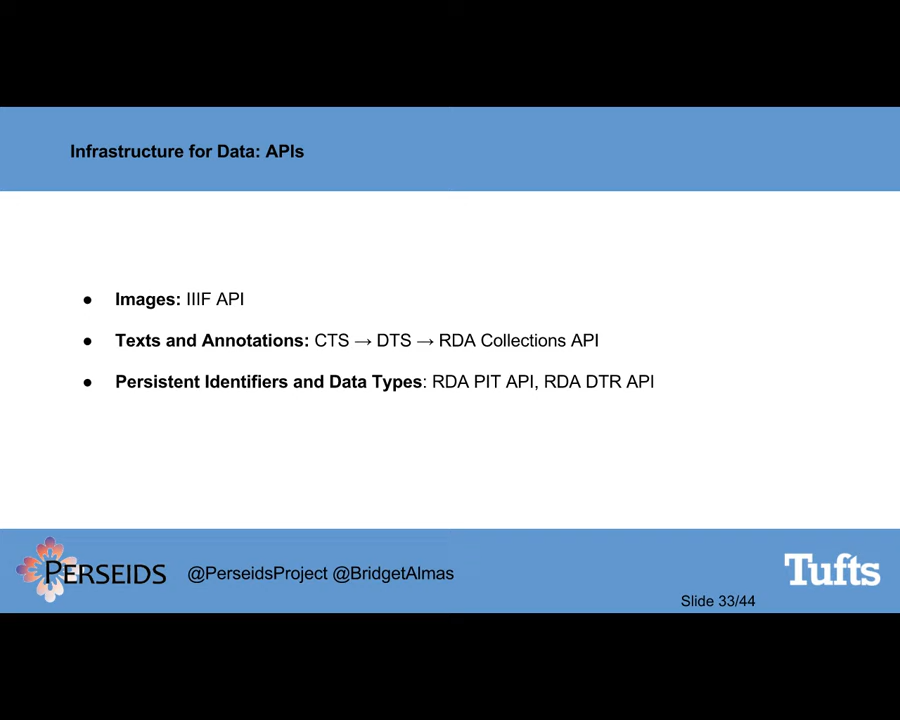 Infrastructure for Data: APIs
● Images: IIIF API
● Texts and Annotations: CTS → DTS → RDA Collections API
● Persistent Identifiers and Data Types: RDA PIT API, RDA DTR API
PERSEIDS @PerseidsProject @BridgetAlmas
Tufts
Slide 33/44